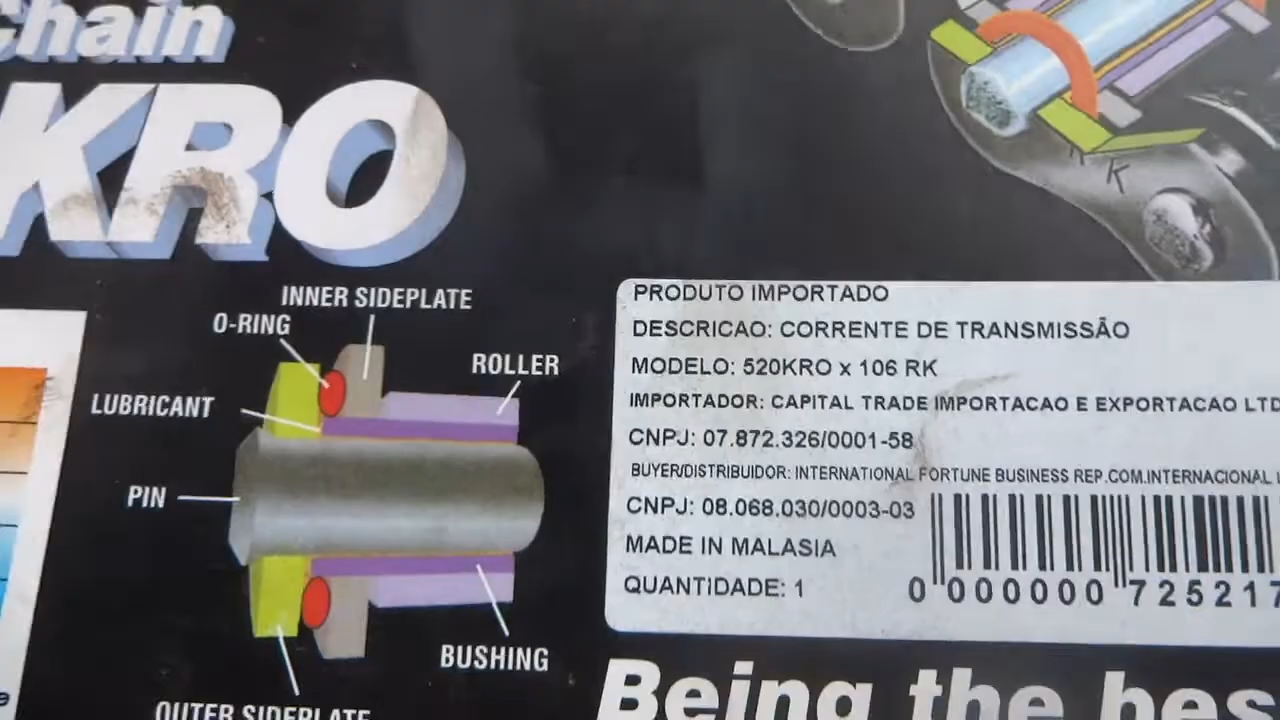 Chain
KRO
INNER SIDEPLATE
O-RING
ROLLER
LUBRICANT
PIN
BUSHING
OUTER SIDEPLATE
K
PRODUTO IMPORTADO
DESCRICAO: CORRENTE DE TRANSMISSÃO
MODELO: 520KRO x 106 RK
IMPORTADOR: CAPITAL TRADE IMPORTACAO E EXPORTACAO LTD
CNPJ: 07.872.326/0001-58
BUYER/DISTRIBUIDOR: INTERNATIONAL FORTUNE BUSINESS REP.COM.INTERNACIONAL
CNPJ: 08.068.030/0003-03
MADE IN MALASIA
QUANTIDADE: 1
0 000000 725217
Being the bes